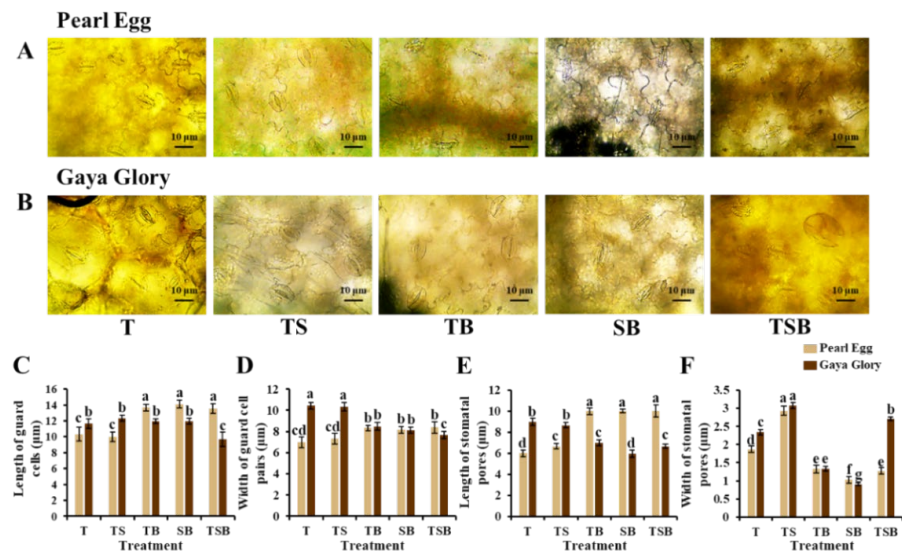 Pearl Egg
A
10 µm 10 µm 10 µm 10 µm 10 µm
Gaya Glory
B
10 µm 10 µm 10 µm 10 µm 10 µm
T TS TB SB TSB
Pearl Egg
Gaya Glory
C
Length of guard
cells (µm)
16
14
12
10
8
6
4
2
0
c b c b a b a b a c
T TS TB SB TSB
Treatment
D
Width of guard cell
pairs (µm)
12
10
8
6
4
2
0
cd a cd a b b b b b c
T TS TB SB TSB
Treatment
E
Length of stomatal
pores (µm)
12
10
8
6
4
2
0
d b c b a c a d a c
T TS TB SB TSB
Treatment
F
Width of stomatal
pores (µm)
3.5
3
2.5
2
1.5
1
0.5
0
d c a a e e f g e b
T TS TB SB TSB
Treatment